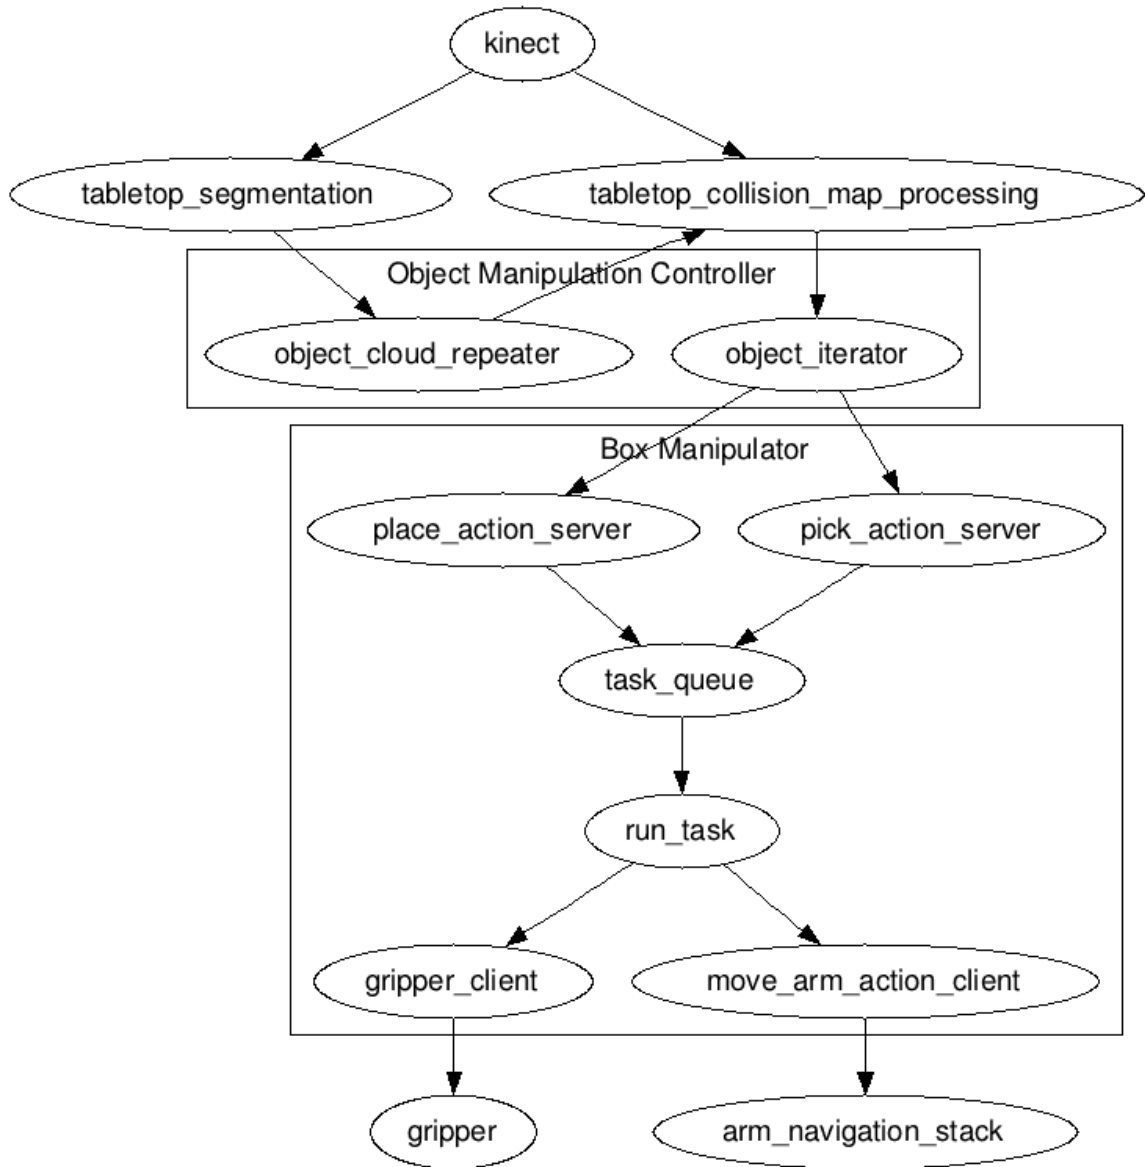 kinect
tabletop_segmentation
tabletop_collision_map_processing
Object Manipulation Controller
object_cloud_repeater
object_iterator
Box Manipulator
place_action_server
pick_action_server
task_queue
run_task
gripper_client
move_arm_action_client
gripper
arm_navigation_stack